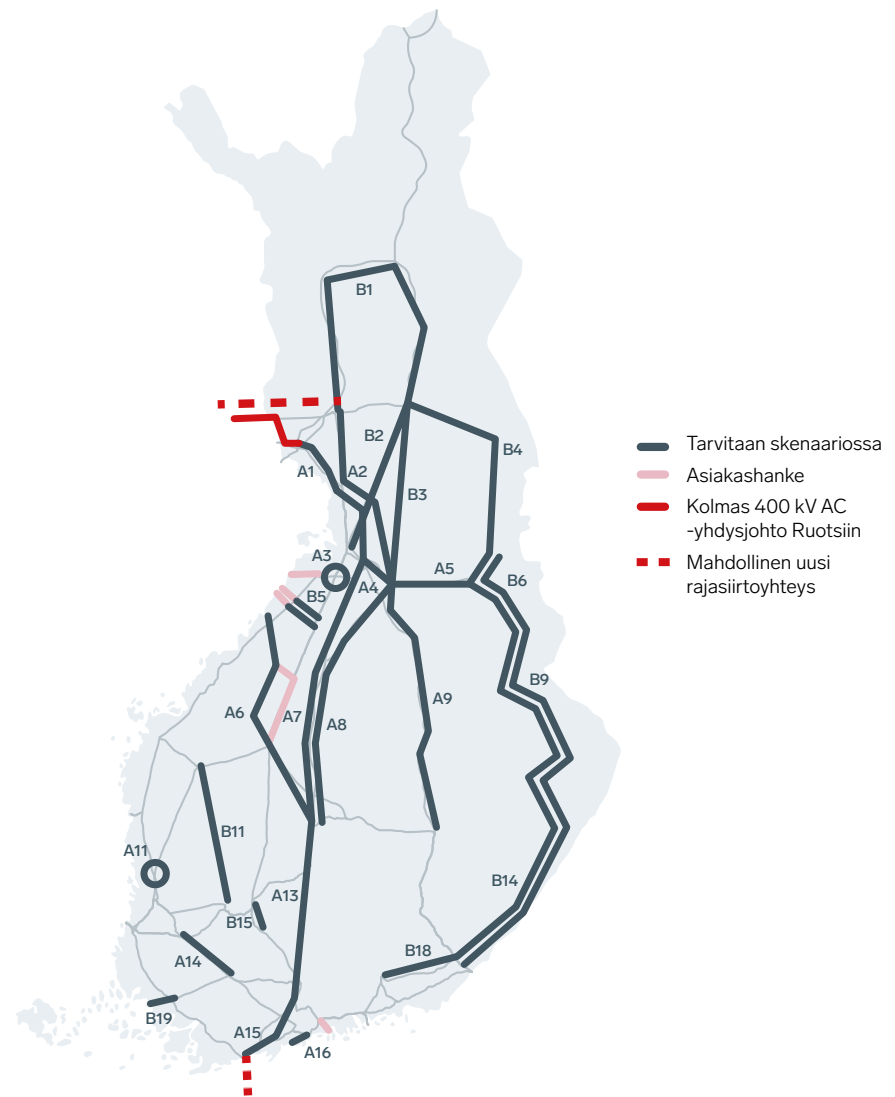 B1
B2
B4
A1
A2
B3
A3
A5
A4
B6
B5
B9
A6
A7
A8
A9
B11
A11
A13
B14
B15
B18
A14
B19
A15
A16
Tarvitaan skenaariossa
Asiakashanke
Kolmas 400 kV AC
-yhdysjohto Ruotsiin
Mahdollinen uusi
rajasiirtoyhteys